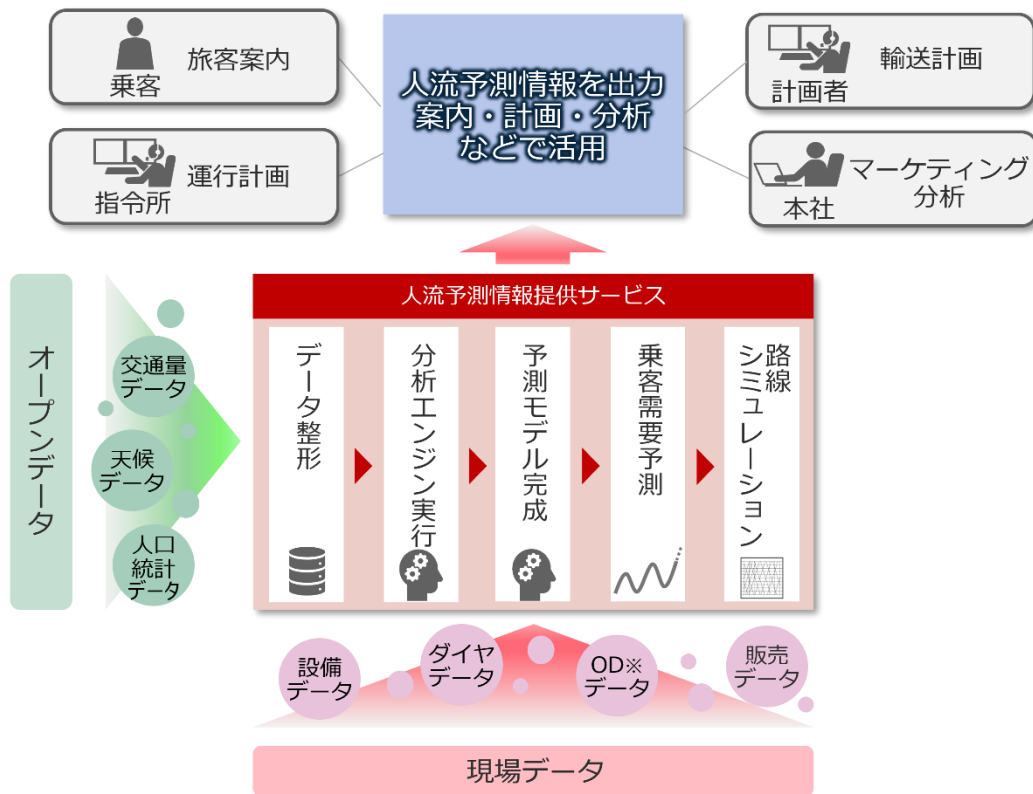 旅客案内
乗客
運行計画
指令所
人流予測情報を出力
案内・計画・分析
などで活用
輸送計画
計画者
マーケティング
分析
本社
オープンデータ
交通量
データ
天候
データ
人口
統計
データ
人流予測情報提供サービス
データ整形
分析エンジン実行
予測モデル完成
乗客需要予測
路線
シミュレーション
設備
データ
ダイヤ
データ
OD※
データ
販売
データ
現場データ